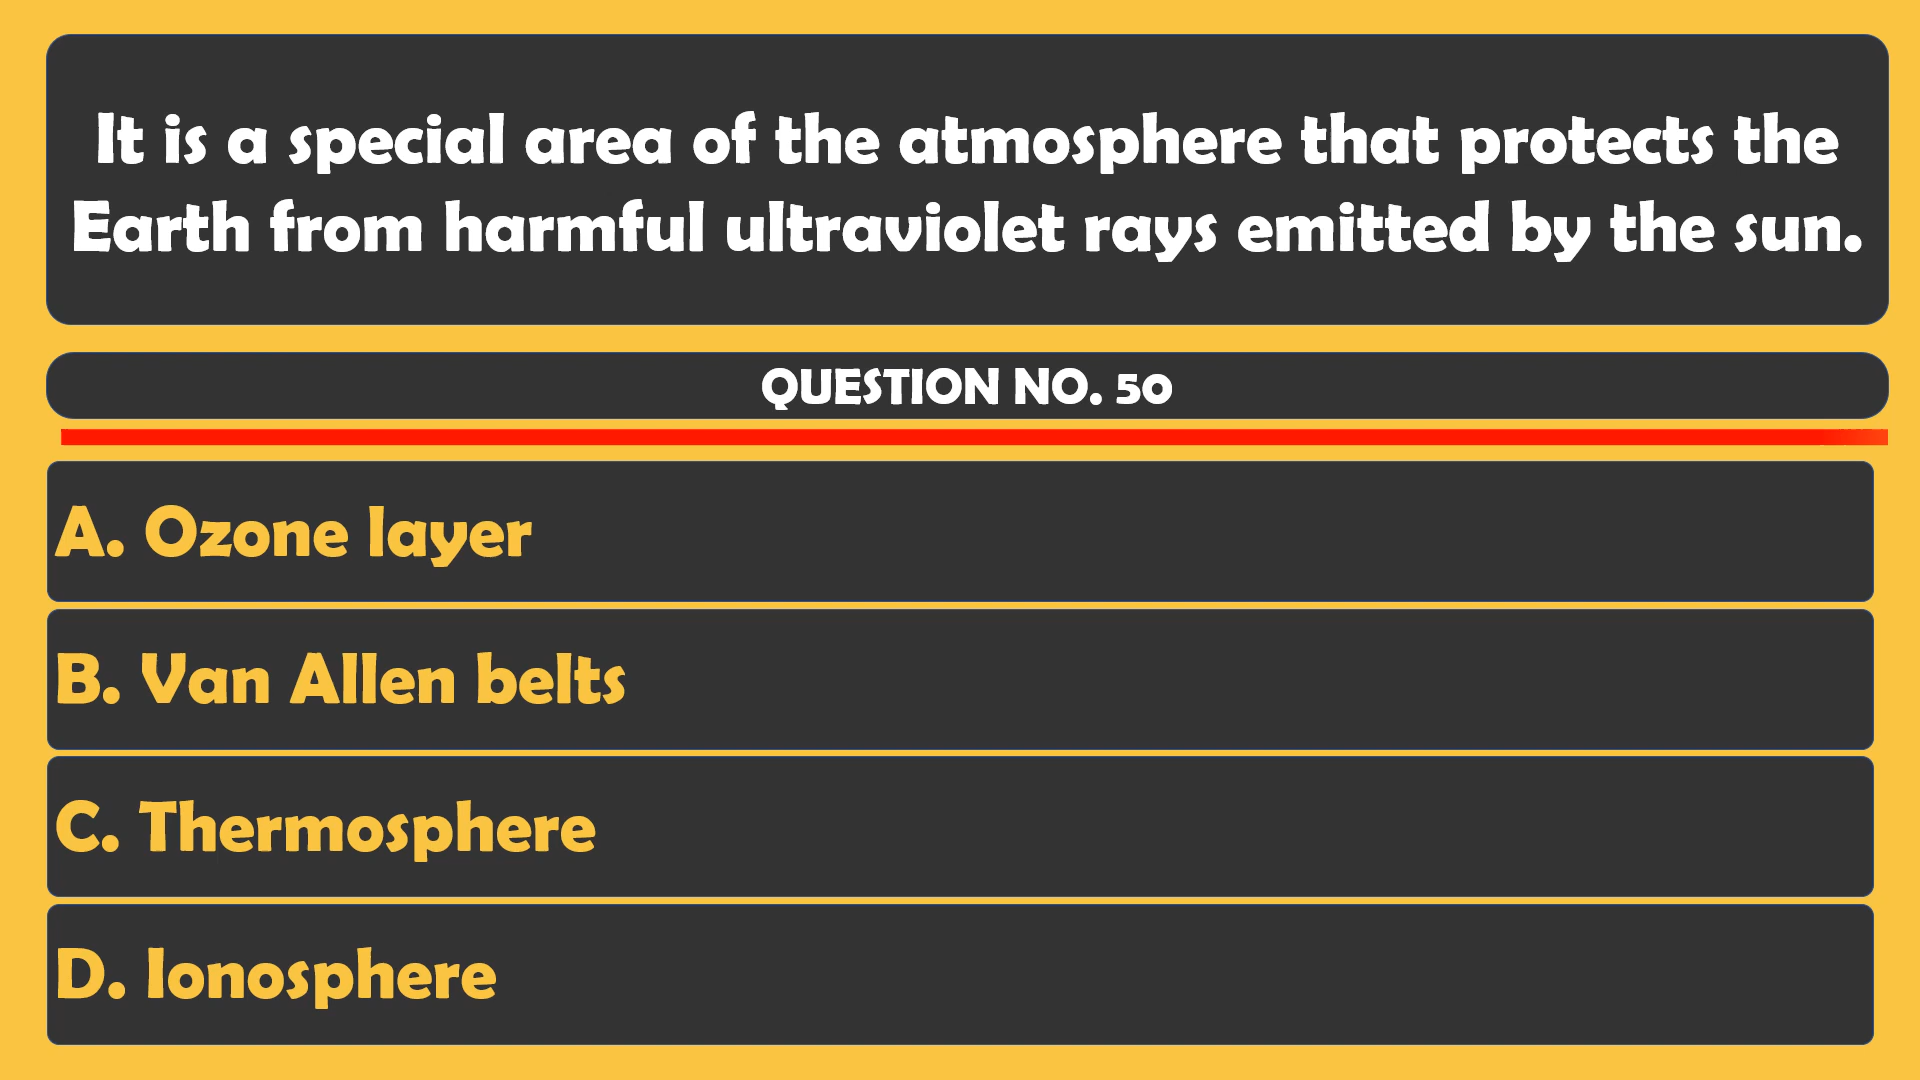 It is a special area of the atmosphere that protects the
Earth from harmful ultraviolet rays emitted by the sun.
QUESTION NO. 50
A. Ozone layer
B. Van Allen belts
C. Thermosphere
D. Ionosphere